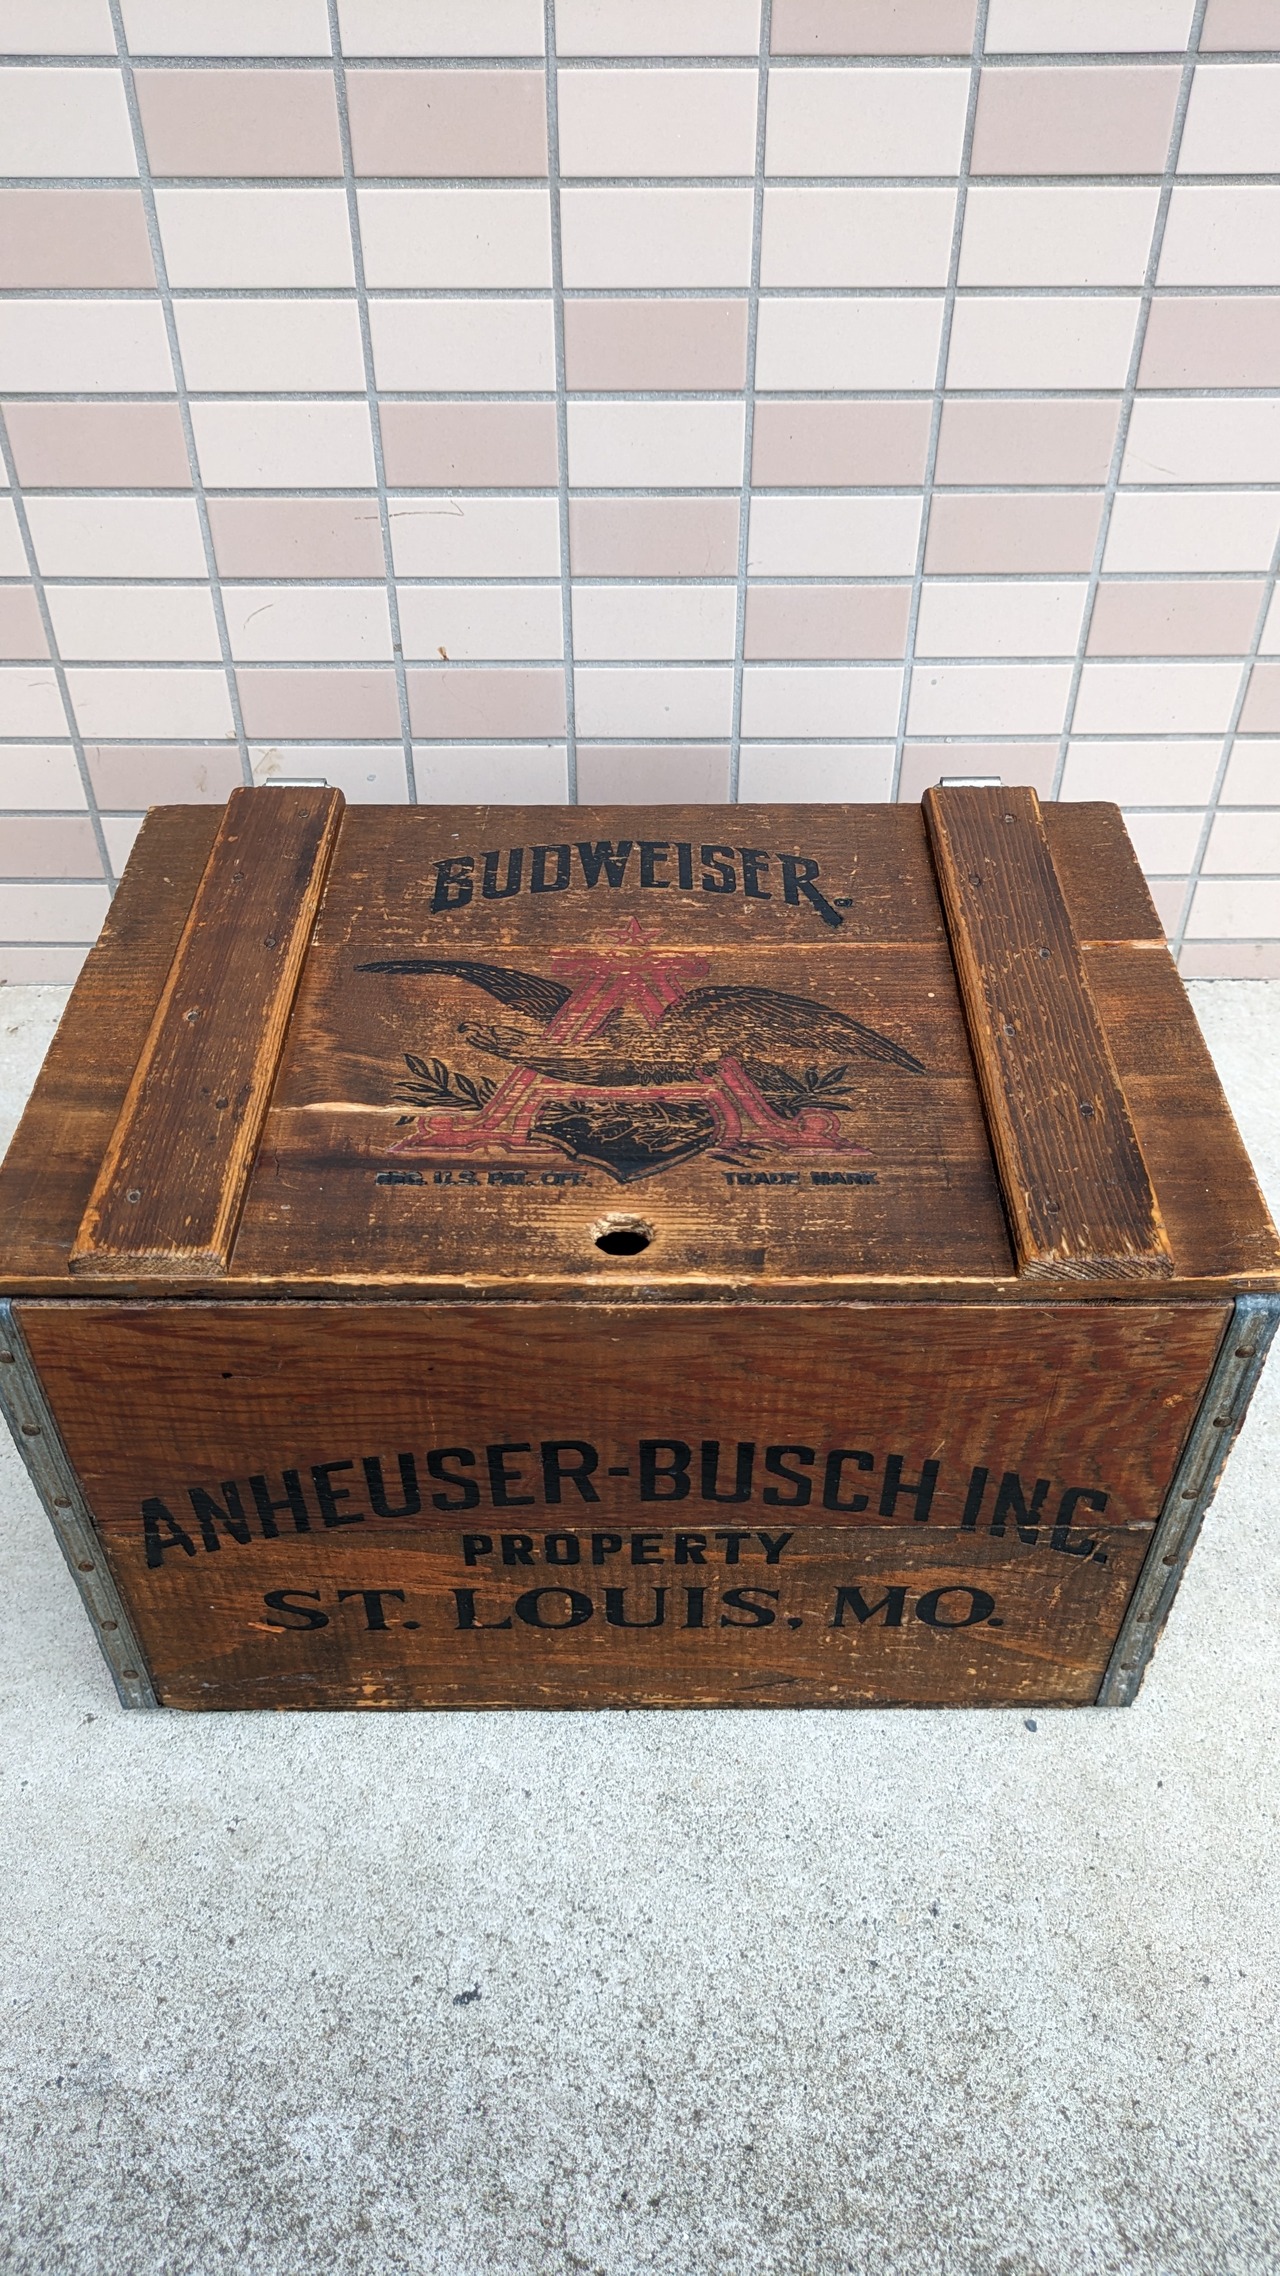 BUDWEISER
REG. U.S. PAT. OFF. TRADE MARK
ANHEUSER-BUSCH INC.
PROPERTY
ST. LOUIS, MO.